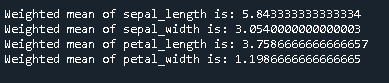 Weighted mean of sepal_length is: 5.843333333333334
Weighted mean of sepal_width is: 3.0540000000000003
Weighted mean of petal_length is: 3.7586666666666657
Weighted mean of petal_width is: 1.1986666666666665